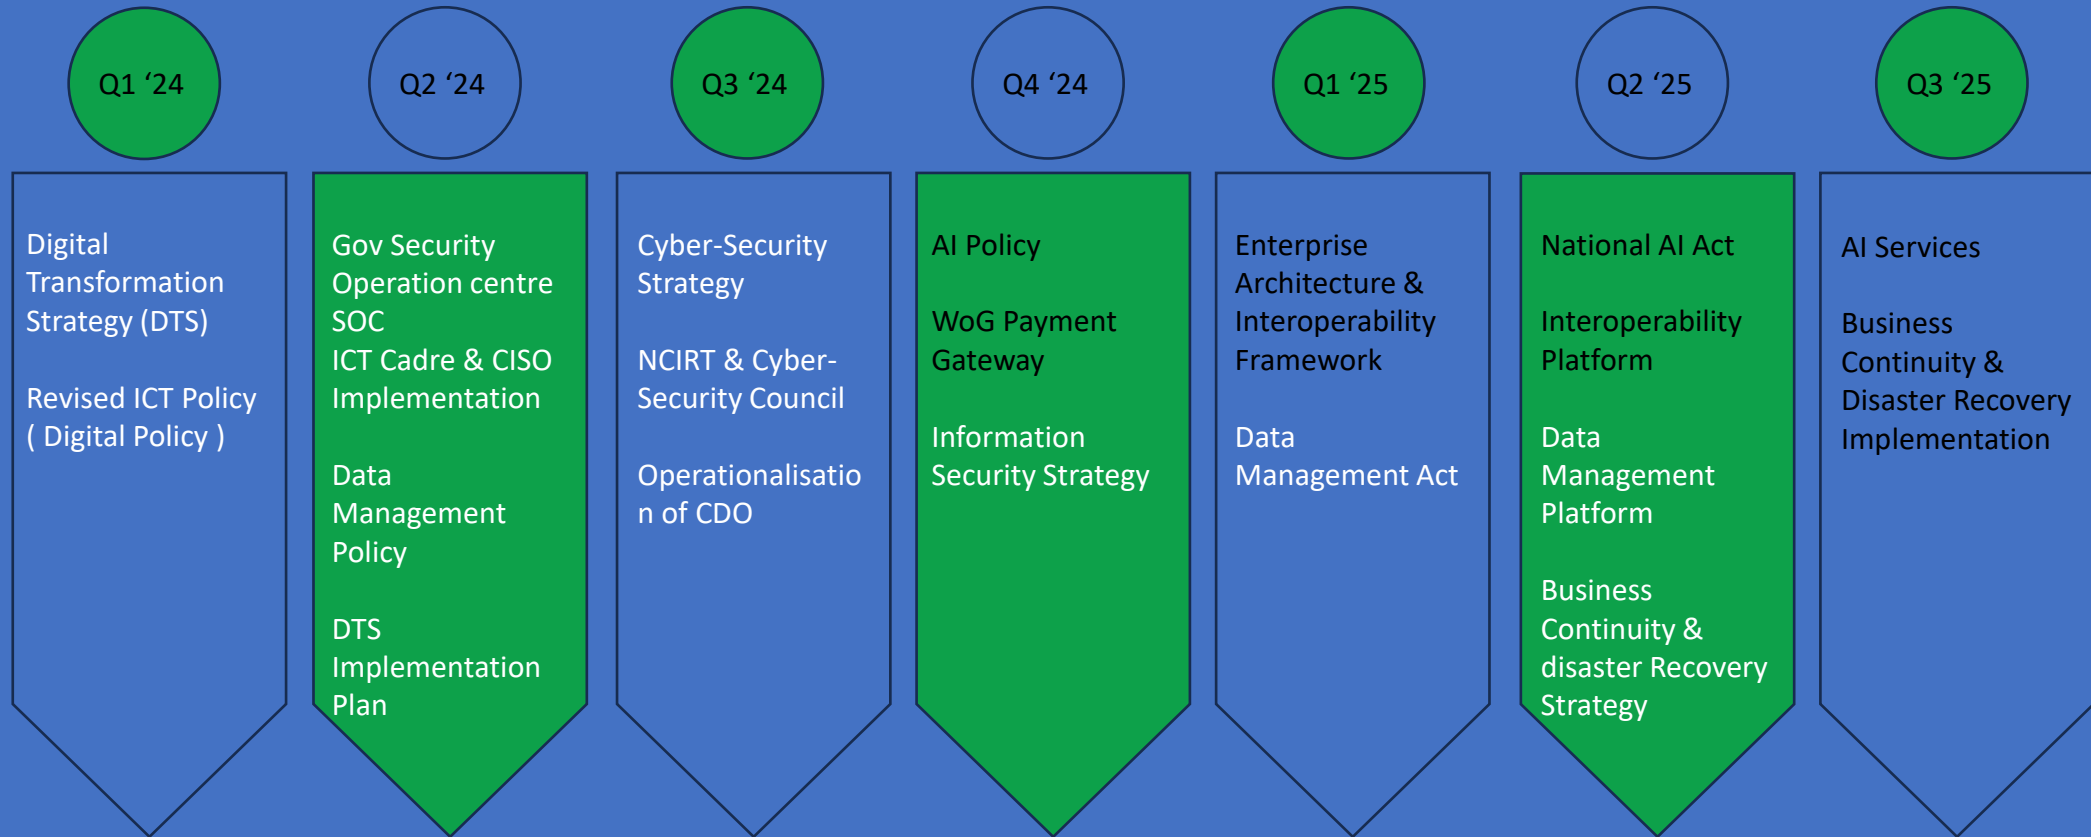 Q1 ‘24
Q2 ‘24
Q3 ‘24
Q4 ‘24
Q1 ‘25
Q2 ‘25
Q3 ‘25
Digital
Transformation
Strategy (DTS)
Revised ICT Policy
( Digital Policy )
Gov Security
Operation centre
SOC
ICT Cadre & CISO
Implementation
Data
Management
Policy
DTS
Implementation
Plan
Cyber-Security
Strategy
NCIRT & Cyber-
Security Council
Operationalisatio
n of CDO
AI Policy
WoG Payment
Gateway
Information
Security Strategy
Enterprise
Architecture &
Interoperability
Framework
Data
Management Act
National AI Act
Interoperability
Platform
Data
Management
Platform
Business
Continuity &
disaster Recovery
Strategy
AI Services
Business
Continuity &
Disaster Recovery
Implementation